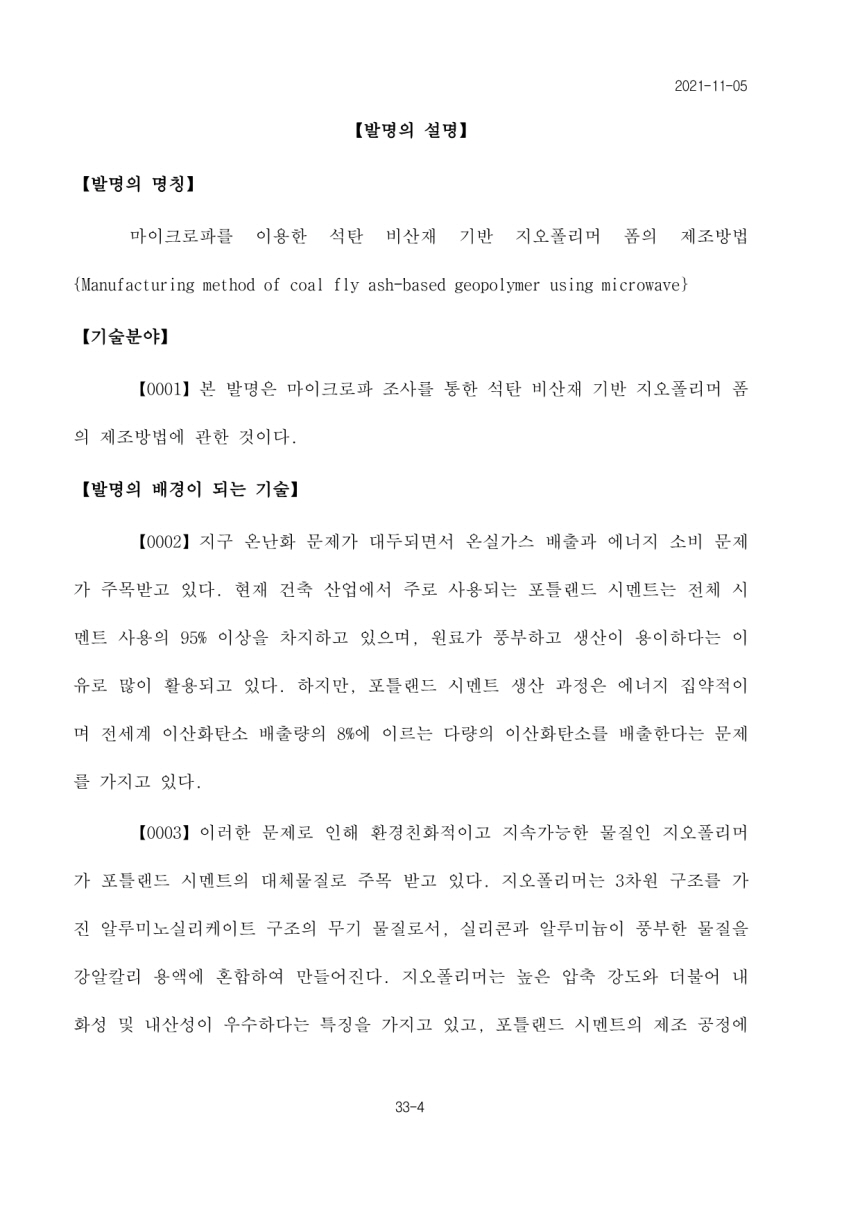 2021-11-05
【발명의 설명】
【발명의 명칭】
마이크로파를 이용한 석탄 비산재 기반 지오폴리머 폼의 제조방법
{Manufacturing method of coal fly ash-based geopolymer using microwave}
【기술분야】
【0001】본 발명은 마이크로파 조사를 통한 석탄 비산재 기반 지오폴리머 폼
의 제조방법에 관한 것이다.
【발명의 배경이 되는 기술】
【0002】지구 온난화 문제가 대두되면서 온실가스 배출과 에너지 소비 문제
가 주목받고 있다. 현재 건축 산업에서 주로 사용되는 포틀랜드 시멘트는 전체 시
멘트 사용의 95% 이상을 차지하고 있으며, 원료가 풍부하고 생산이 용이하다는 이
유로 많이 활용되고 있다. 하지만, 포틀랜드 시멘트 생산 과정은 에너지 집약적이
며 전세계 이산화탄소 배출량의 8%에 이르는 다량의 이산화탄소를 배출한다는 문제
를 가지고 있다.
【0003】이러한 문제로 인해 환경친화적이고 지속가능한 물질인 지오폴리머
가 포틀랜드 시멘트의 대체물질로 주목 받고 있다. 지오폴리머는 3차원 구조를 가
진 알루미노실리케이트 구조의 무기 물질로서, 실리콘과 알루미늄이 풍부한 물질을
강알칼리 용액에 혼합하여 만들어진다. 지오폴리머는 높은 압축 강도와 더불어 내
화성 및 내산성이 우수하다는 특징을 가지고 있고, 포틀랜드 시멘트의 제조 공정에
33-4